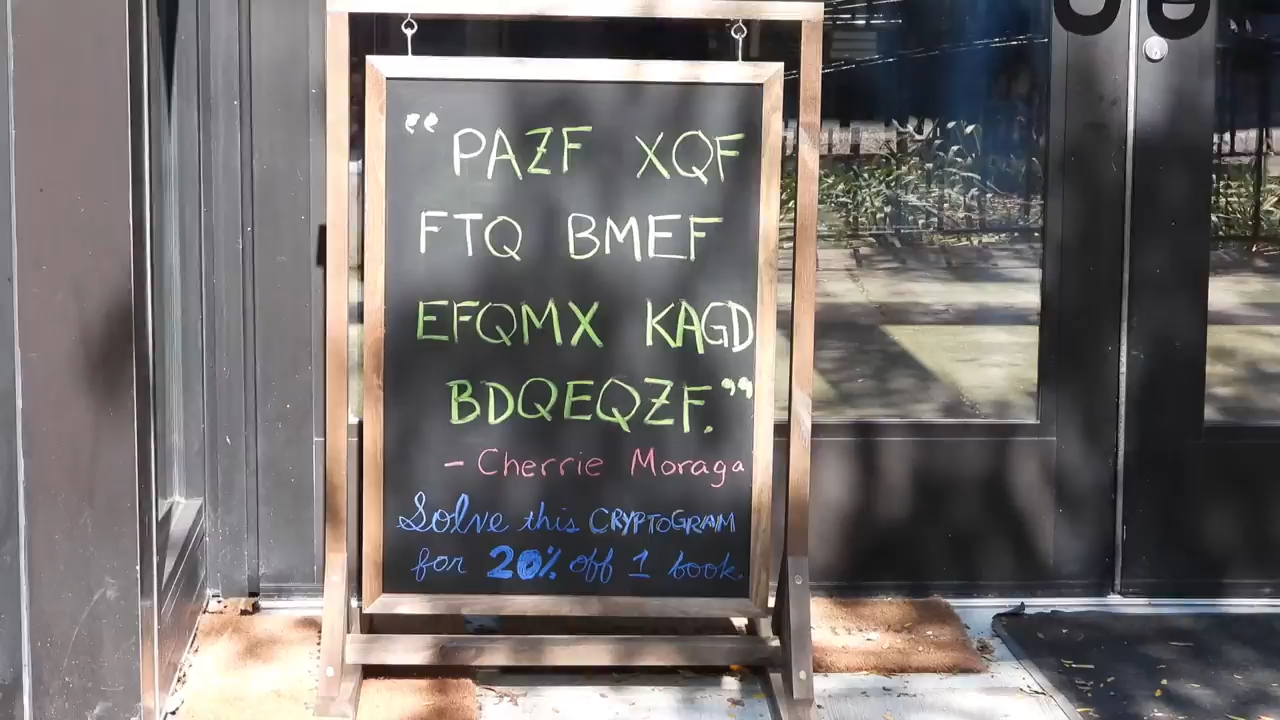 “PAZF XQF
FTQ BMEF
EFQMX KAGD
BDQEQZF.”
- Cherrie Moraga
Solve this CRYPTOGRAM
for 20% off 1 book.